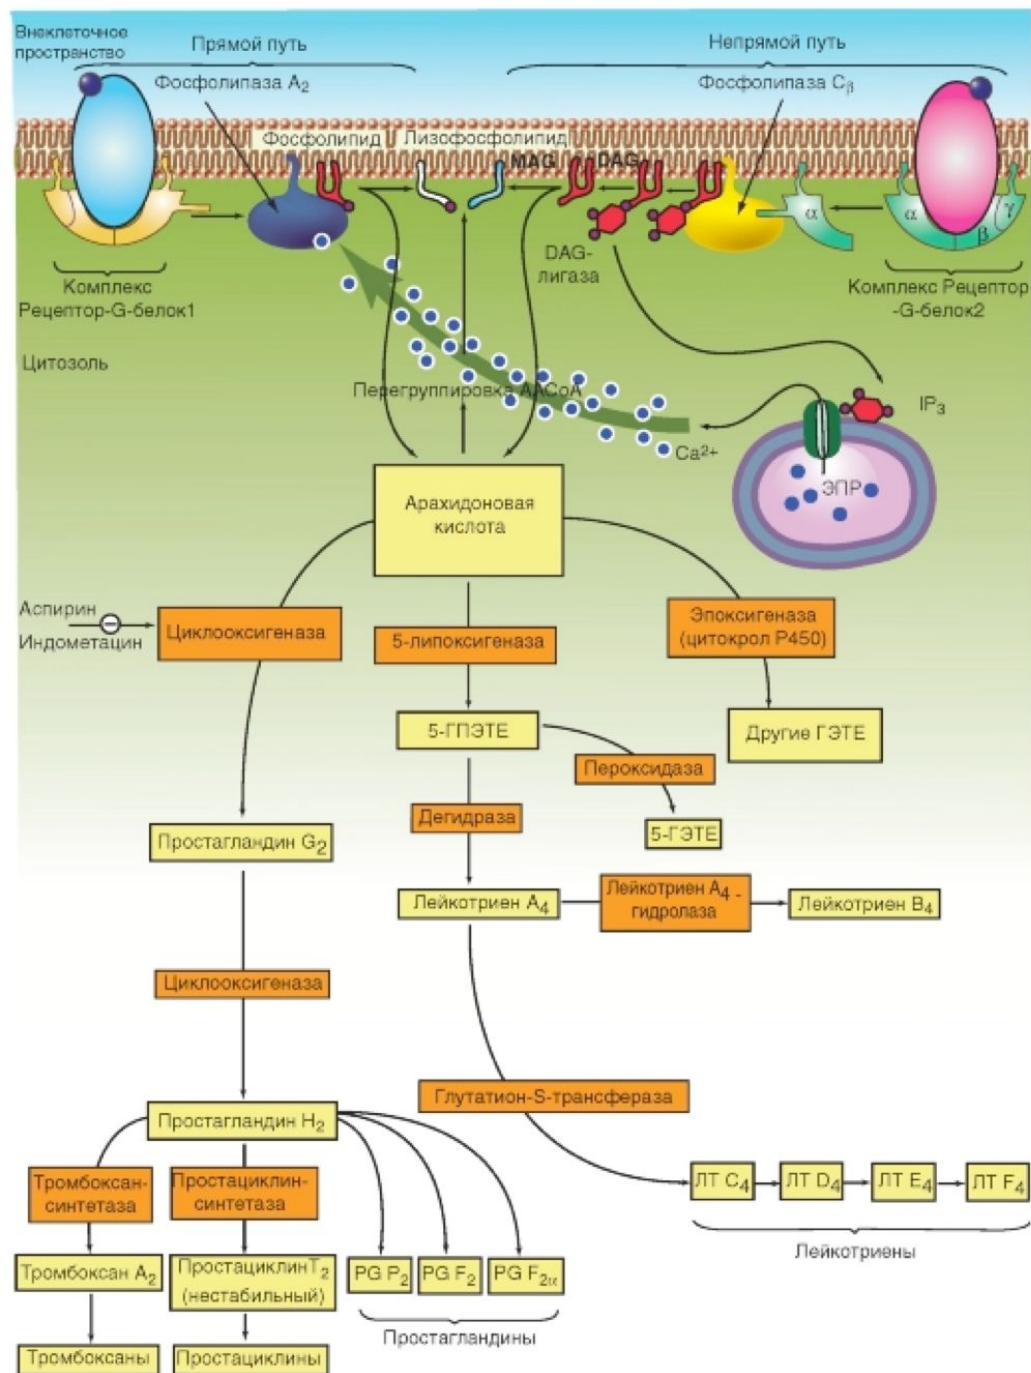 Внеклеточное
пространство
Прямой путь
Непрямой путь
Фосфолипаза A2
Фосфолипаза Cβ
Фосфолипид
Лизофосфолипид
MAG
DAG
α
α
β
γ
DAG-
лигаза
Комплекс
Рецептор-G-белок1
Комплекс Рецептор
-G-белок2
Цитозоль
Перегруппировка AACoA
IP3
Ca2+
ЭПР
Арахидоновая
кислота
Аспирин
Индометацин
Циклооксигеназа
5-липоксигеназа
Эпоксигеназа
(цитокрол P450)
5-ГПЭТЕ
Другие ГЭТЕ
Пероксидаза
Дегидраза
5-ГЭТЕ
Простагландин G2
Лейкотриен A4
Лейкотриен A4 -
гидролаза
Лейкотриен B4
Циклооксигеназа
Глутатион-S-трансфераза
Простагландин H2
Тромбоксан-
синтетаза
Простациклин-
синтетаза
ЛТ C4
ЛТ D4
ЛТ E4
ЛТ F4
Лейкотриены
Тромбоксан A2
ПростациклинT2
(нестабильный)
PG P2
PG F2
PG F2α
Простагландины
Тромбоксаны
Простациклины